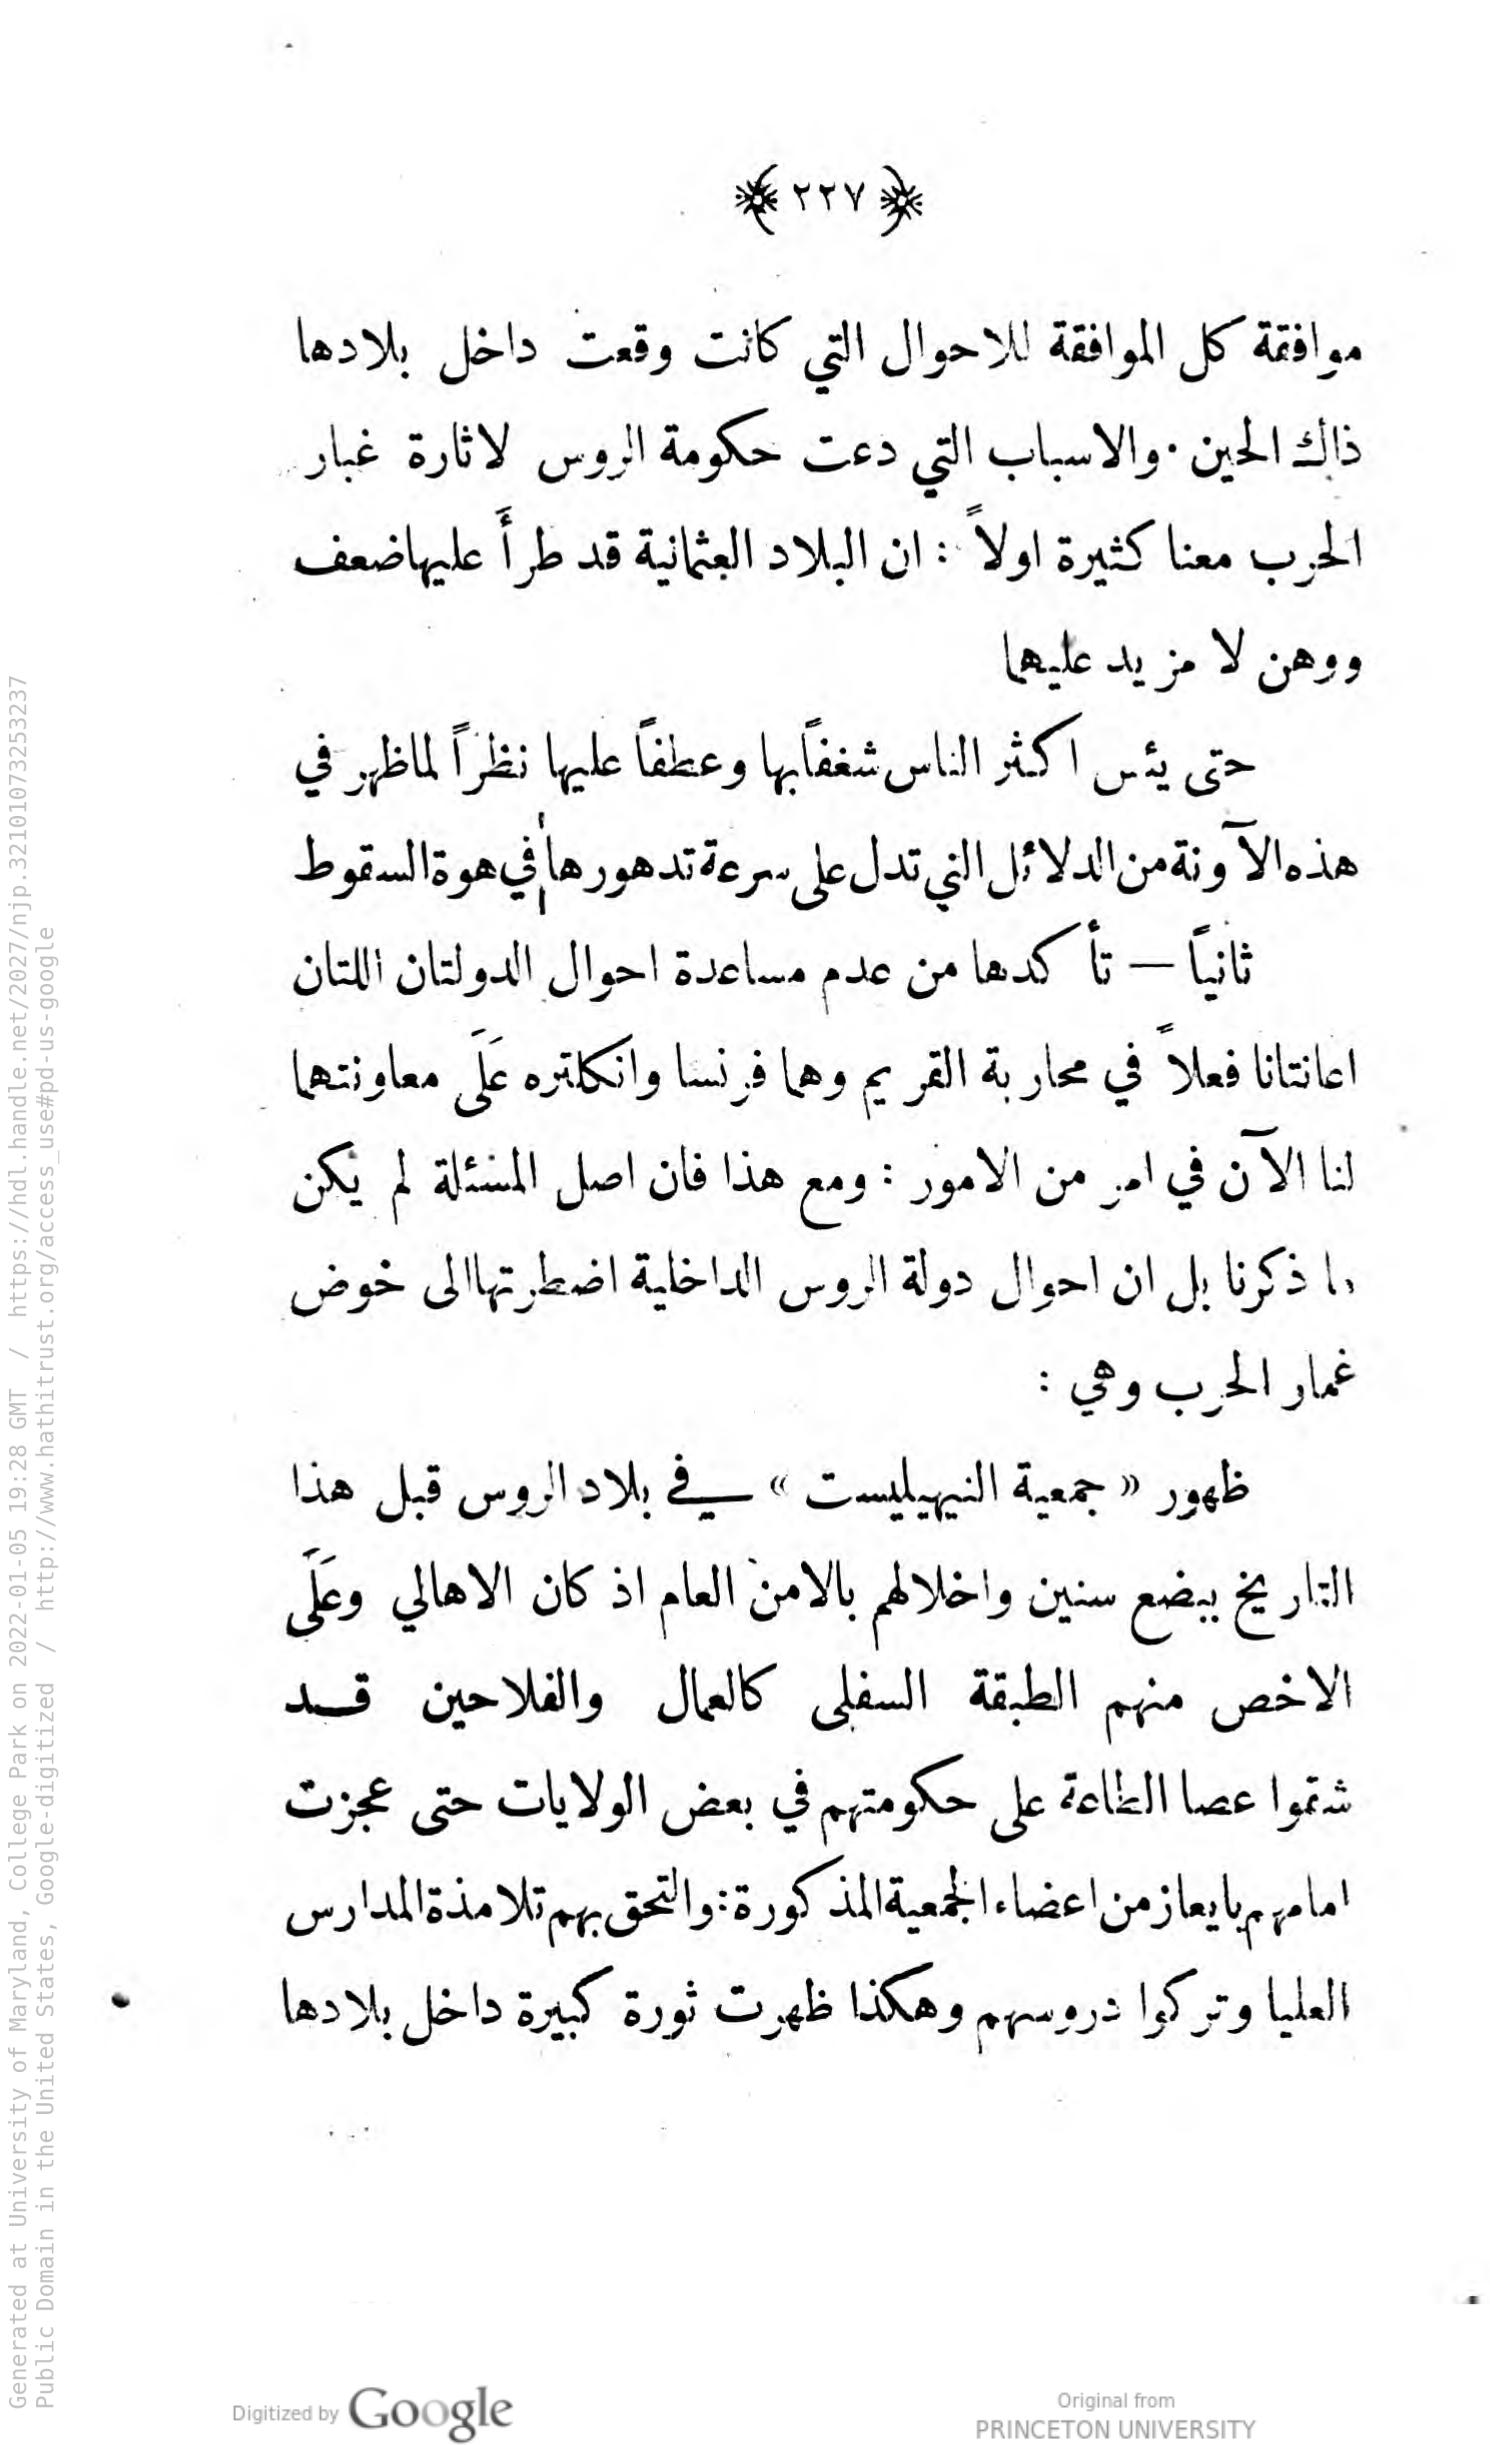 ﴿ ٢٢٧ ﴾
موافقة كل الموافقة للاحوال التي كانت وقعت داخل بلادها
ذاك الحين · والاسباب التي دعت حكومة الروس لاثارة غبار
الحرب معنا كثيرة اولاً : ان البلاد العثمانية قد طرأَ عليها ضعف
ووهن لا مزيد عليهما
حتى يئس اكثر الناس شغفاً بها وعطفاً عليها نظراً لما ظهر في
هذه الآونة من الدلائل التي تدل على سرعة تدهورها في هوة السقوط
ثانياً — تأكدها من عدم مساعدة احوال الدولتان اللتان
اعانتانا فعلاً في محاربة القريم وهما فرنسا وانكلتره عَلَى معاونتهما
لنا الآن في امر من الامور : ومع هذا فان اصل المسئلة لم يكن
ما ذكرنا بل ان احوال دولة الروس الداخلية اضطرتها الى خوض
غمار الحرب وهي :
ظهور « جمعية النيهيليست » في بلاد الروس قبل هذا
التاريخ ببضع سنين واخلالهم بالامن العام اذ كان الاهالي وعَلَى
الاخص منهم الطبقة السفلى كالعمال والفلاحين قد
شقوا عصا الطاعة على حكومتهم في بعض الولايات حتى عجزت
امامهم بايعاز من اعضاء الجمعية المذكورة : والتحق بهم تلامذة المدارس
العليا وتركوا دروسهم وهكذا ظهرت ثورة كبيرة داخل بلادها
Generated at University of Maryland, College Park on 2022-01-05 19:28 GMT / https://hdl.handle.net/2027/njp.32101073253237
Public Domain in the United States, Google-digitized / http://www.hathitrust.org/access_use#pd-us-google
Digitized by Google
Original from
PRINCETON UNIVERSITY